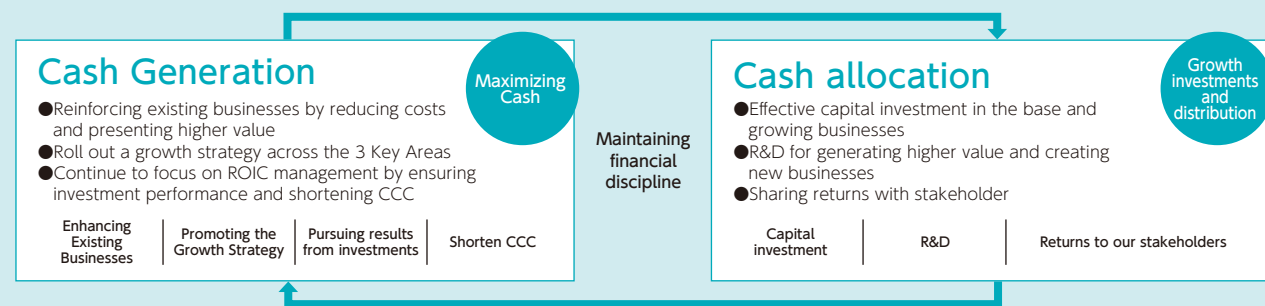 Cash Generation
Maximizing
Cash
●Reinforcing existing businesses by reducing costs
and presenting higher value
●Roll out a growth strategy across the 3 Key Areas
●Continue to focus on ROIC management by ensuring
investment performance and shortening CCC
Enhancing
Existing
Businesses
Promoting the
Growth Strategy
Pursuing results
from investments
Shorten CCC
Maintaining
financial
discipline
Cash allocation
Growth
investments
and
distribution
●Effective capital investment in the base and
growing businesses
●R&D for generating higher value and creating
new businesses
●Sharing returns with stakeholder
Capital
investment
R&D
Returns to our stakeholders